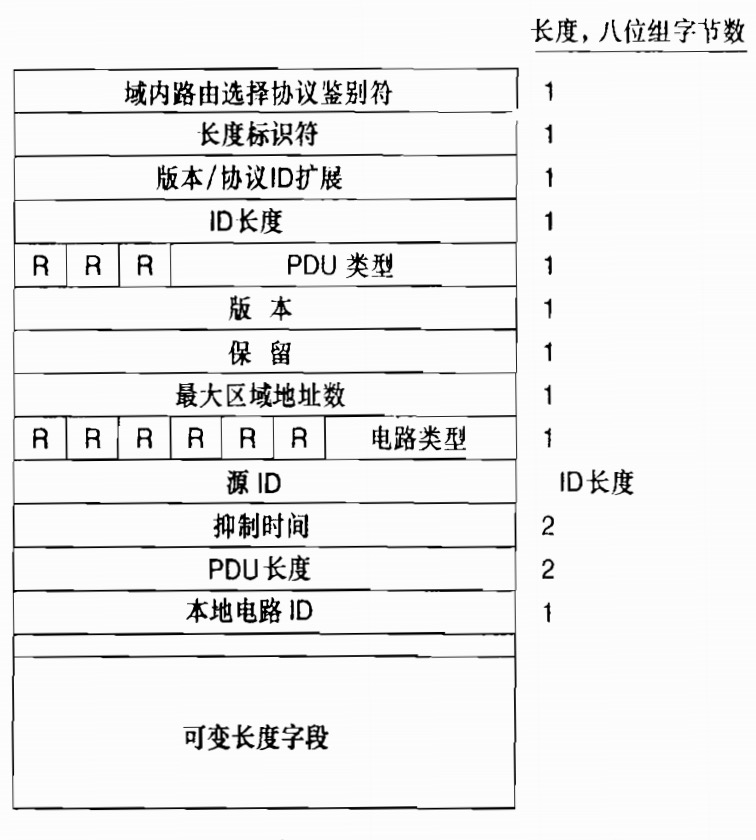 长度，八位组字节数
域内路由选择协议鉴别符 1
长度标识符 1
版本/协议ID扩展 1
ID长度 1
R R R PDU 类型 1
版 本 1
保 留 1
最大区域地址数 1
R R R R R R 电路类型 1
源 ID ID长度
抑制时间 2
PDU长度 2
本地电路 ID 1
可变长度字段